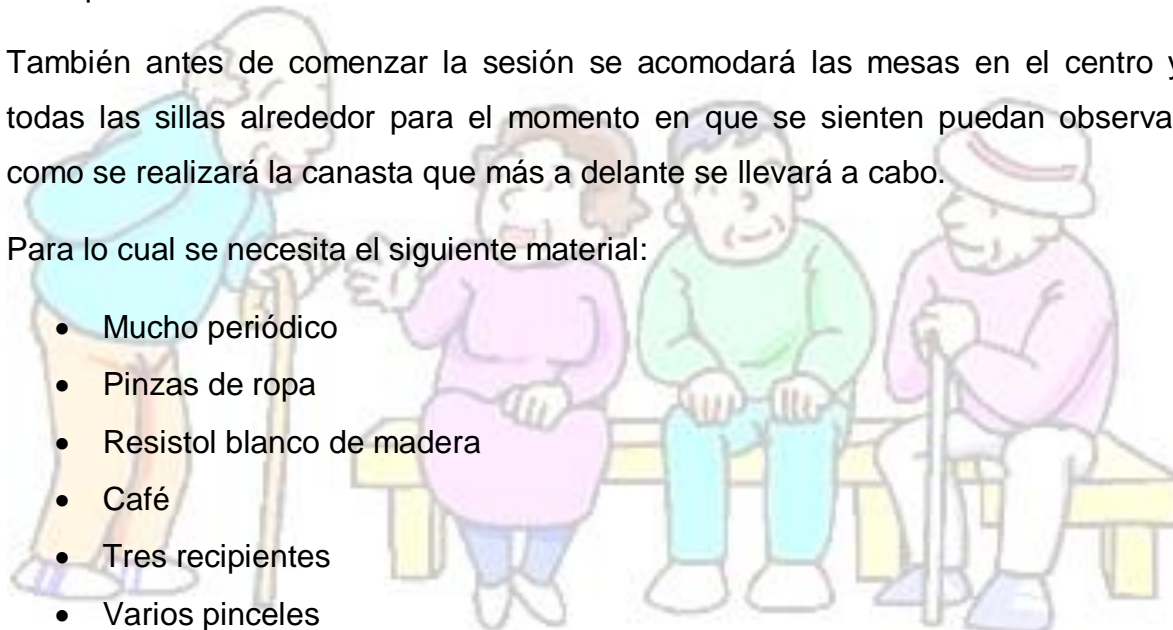 También antes de comenzar la sesión se acomodará las mesas en el centro y
todas las sillas alrededor para el momento en que se sienten puedan observa
como se realizará la canasta que más a delante se llevará a cabo.
Para lo cual se necesita el siguiente material:
• Mucho periódico
• Pinzas de ropa
• Resistol blanco de madera
• Café
• Tres recipientes
• Varios pinceles